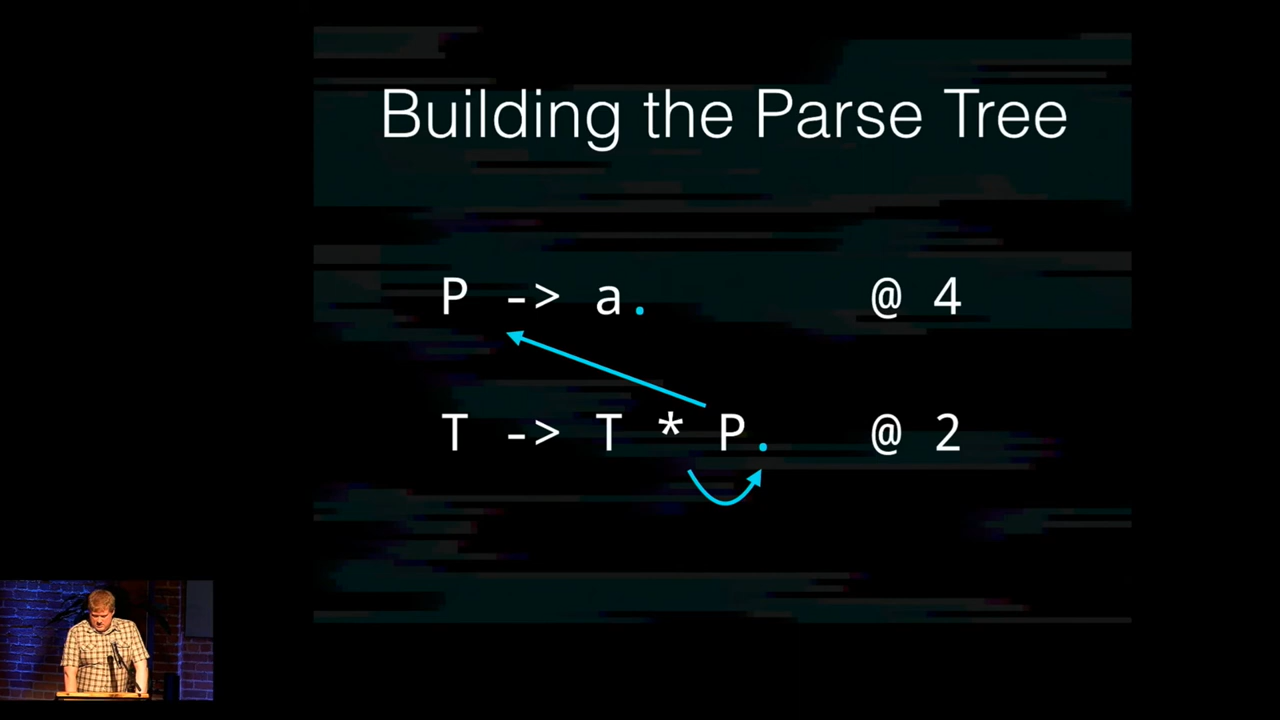 Building the Parse Tree
P -> a. @ 4
T -> T * P. @ 2